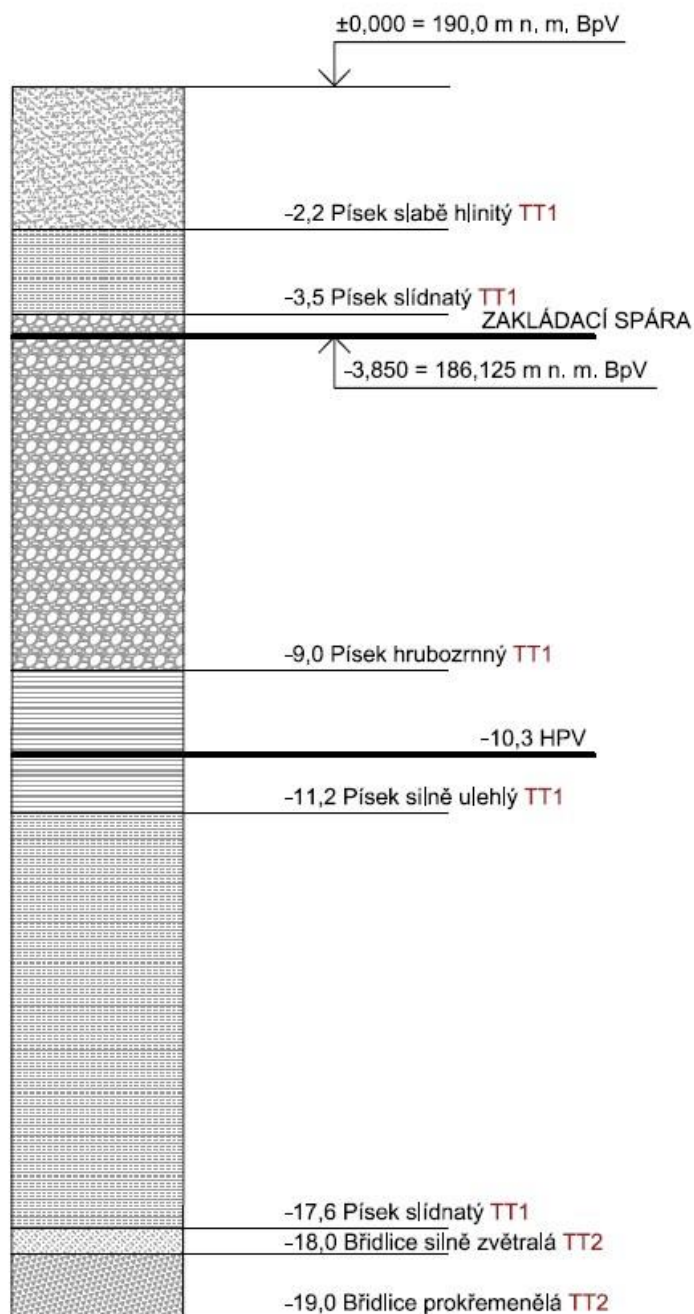 ±0,000 = 190,0 m n. m. BpV
-2,2 Písek slabě hlinitý TT1
-3,5 Písek slídnatý TT1
ZAKLÁDACÍ SPÁRA
-3,850 = 186,125 m n. m. BpV
-9,0 Písek hrubozrnný TT1
-10,3 HPV
-11,2 Písek silně ulehlý TT1
-17,6 Písek slídnatý TT1
-18,0 Břidlice silně zvětralá TT2
-19,0 Břidlice prokřemenělá TT2